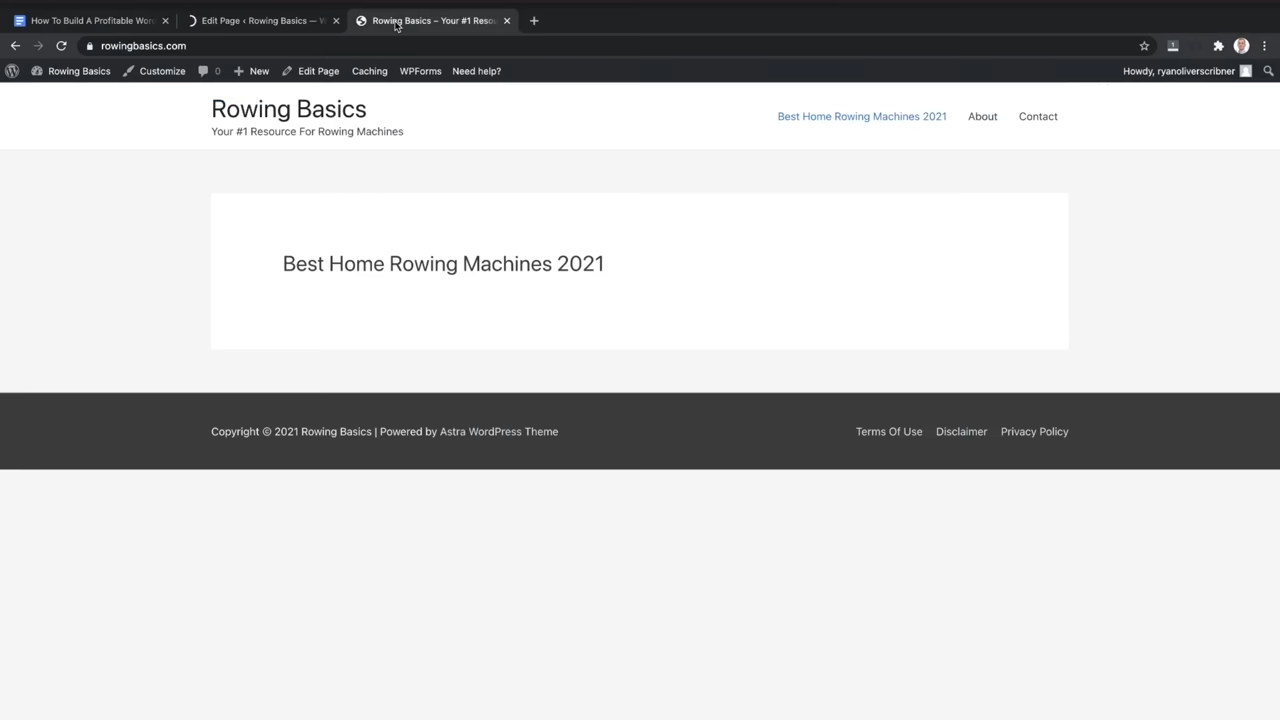 How To Build A Profitable Wor
Edit Page ‹ Rowing Basics — W
Rowing Basics – Your #1 Reso
rowingbasics.com
1
Rowing Basics
Customize
0
New
Edit Page
Caching
WPForms
Need help?
Howdy, ryanoliverscribner
Rowing Basics
Your #1 Resource For Rowing Machines
Best Home Rowing Machines 2021
About
Contact
Best Home Rowing Machines 2021
Copyright © 2021 Rowing Basics | Powered by Astra WordPress Theme
Terms Of Use
Disclaimer
Privacy Policy